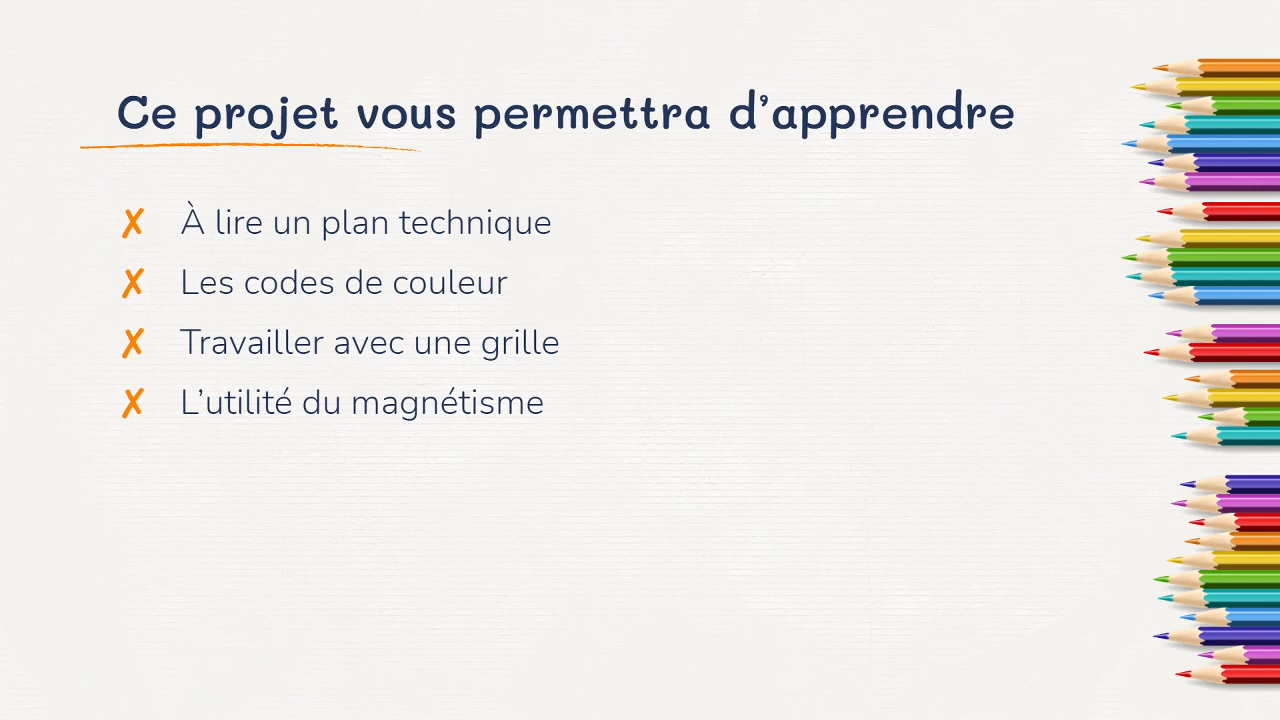 Ce projet vous permettra d’apprendre
✗ À lire un plan technique
✗ Les codes de couleur
✗ Travailler avec une grille
✗ L’utilité du magnétisme